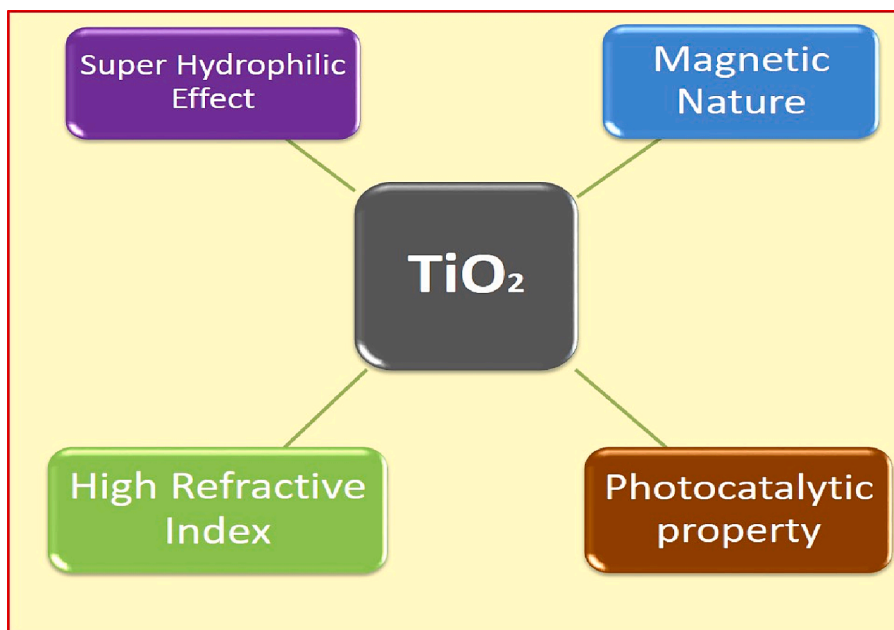 Super Hydrophilic
Effect
Magnetic
Nature
TiO₂
High Refractive
Index
Photocatalytic
property